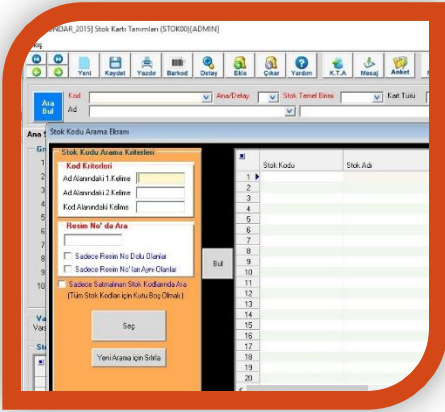 NDAR_2015] Stok Kartı Tanımları (STOK00)[ADMIN]
Yeni Kaydet Yazdır Barkod Detay Ekle Çıkar Yardım K.T.A Mesaj Anket
Ara Bul
Kod Ana/Detay Stok Temel Birimi Kart Türü
Ad
Ana
Stok Kodu Arama Ekranı
Stok Kodu Arama Kriterleri
Kod Kriterleri
Ad Alanındaki 1.Kelime
Ad Alanındaki 2.Kelime
Kod Alanındaki Kelime
Resim No' da Ara
Sadece Resim No Dolu Olanlar
Sadece Resim No' ları Aynı Olanlar
Sadece Satınalınan Stok Kodlarında Ara
(Tüm Stok Kodları için Kutu Boş Olmalı)
Seç
Yeni Arama için Sıfırla
Bul
Stok Kodu Stok Adı
1
2
3
4
5
6
7
8
9
10
11
12
13
14
15
16
17
18
19
20